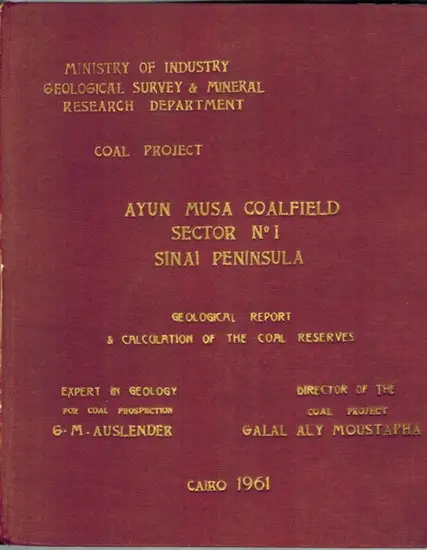 MINISTRY OF INDUSTRY
GEOLOGICAL SURVEY & MINERAL
RESEARCH DEPARTMENT
COAL PROJECT
AYUN MUSA COALFIELD
SECTOR Nº 1
SINAI PENINSULA
GEOLOGICAL REPORT
& CALCULATION OF THE COAL RESERVES
EXPERT IN GEOLOGY
FOR COAL PROSPECTION
G. M. AUSLENDER
DIRECTOR OF THE
COAL PROJECT
GALAL ALY MOUSTAPHA
CAIRO 1961